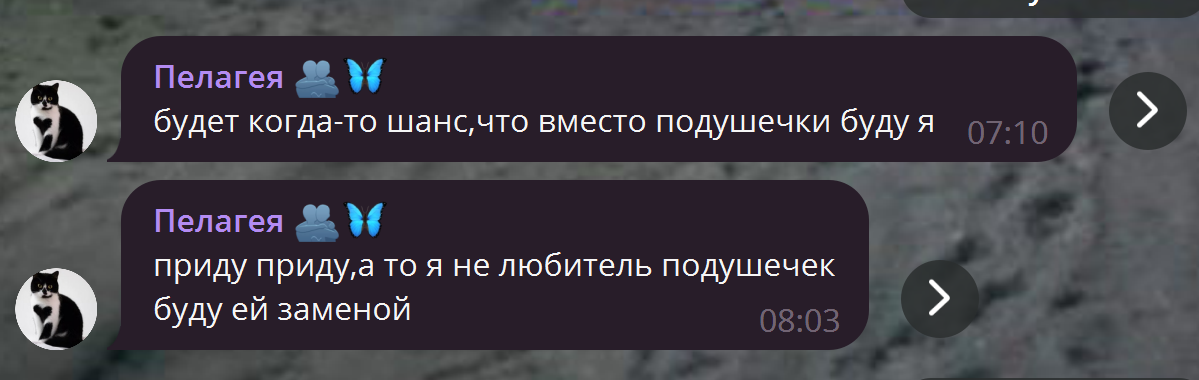 Пелагея 🫂🦋
будет когда-то шанс,что вместо подушечки буду я
07:10
Пелагея 🫂🦋
приду приду,а то я не любитель подушечек
буду ей заменой
08:03